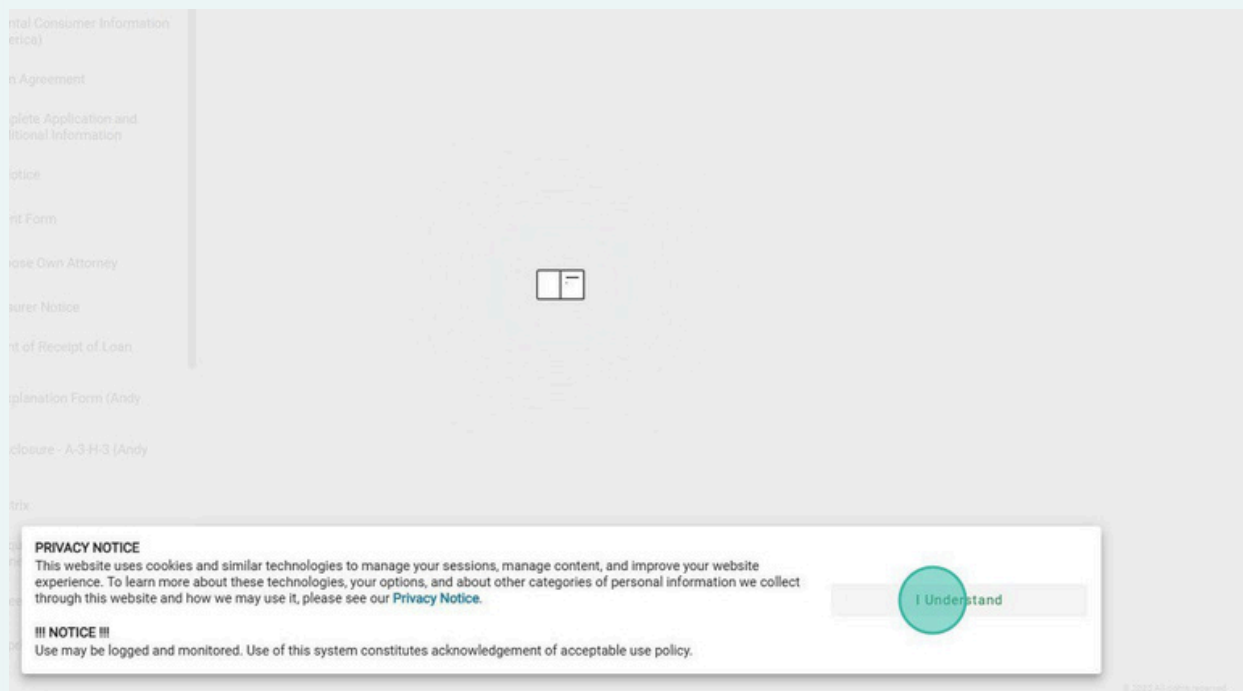 ntal Consumer Information
erica)
n Agreement
plete Application and
ditional Information
otice
nt Form
oose Own Attorney
surer Notice
nt of Receipt of Loan
xplanation Form (Andy
closure - A-3-H-3 (Andy
trix
PRIVACY NOTICE
This website uses cookies and similar technologies to manage your sessions, manage content, and improve your website
experience. To learn more about these technologies, your options, and about other categories of personal information we collect
through this website and how we may use it, please see our Privacy Notice.
I Understand
!!! NOTICE !!!
Use may be logged and monitored. Use of this system constitutes acknowledgement of acceptable use policy.